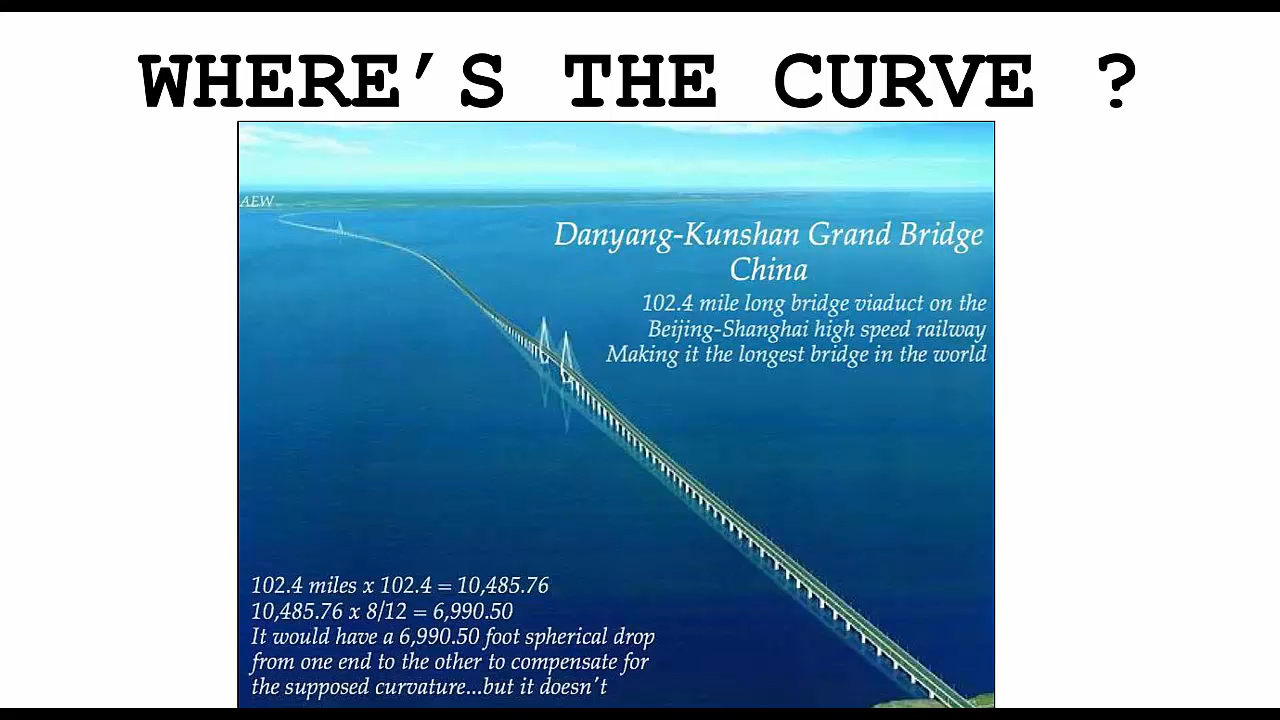 WHERE'S THE CURVE ?
AEW
Danyang-Kunshan Grand Bridge
China
102.4 mile long bridge viaduct on the
Beijing-Shanghai high speed railway
Making it the longest bridge in the world
102.4 miles x 102.4 = 10,485.76
10,485.76 x 8/12 = 6,990.50
It would have a 6,990.50 foot spherical drop
from one end to the other to compensate for
the supposed curvature...but it doesn't